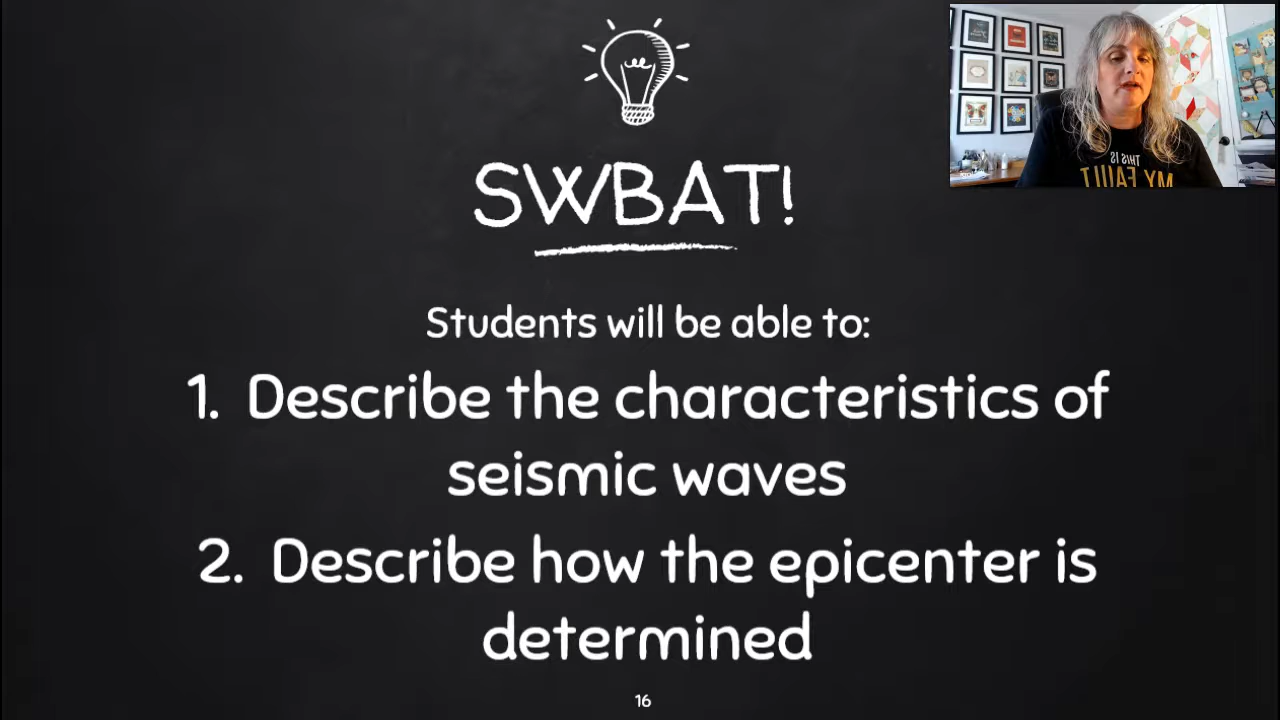 SWBAT!
THIS IS
MY FAULT
Students will be able to:
1. Describe the characteristics of
seismic waves
2. Describe how the epicenter is
determined
16